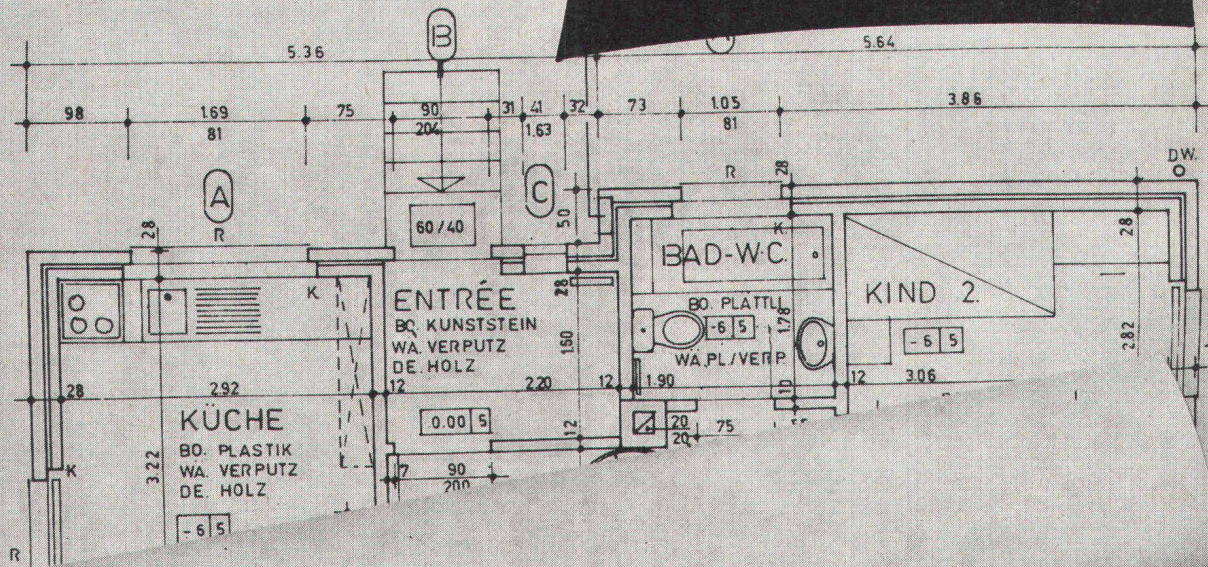 B
5.36
5.64
98 1.69 75 90 31 41 32 73 1.05 3.86
81 204 1.63 81
DW.
A
C
R
28
R
28
50
60/40
28
K
BAD-W.C.
BO. PLÄTTLI
-6 5
WA.PL./VERP.
1.78
KIND 2.
-6 5
2.82
K
ENTRÉE
BO. KUNSTSTEIN
WA. VERPUTZ
DE. HOLZ
28
1.60
28 2.92 12 2.20 12 1.90 10 12 3.06
KÜCHE
BO. PLASTIK
WA. VERPUTZ
DE. HOLZ
3.22
K
-6 5
0.00 5
12
20
20
75
7 90
200
R